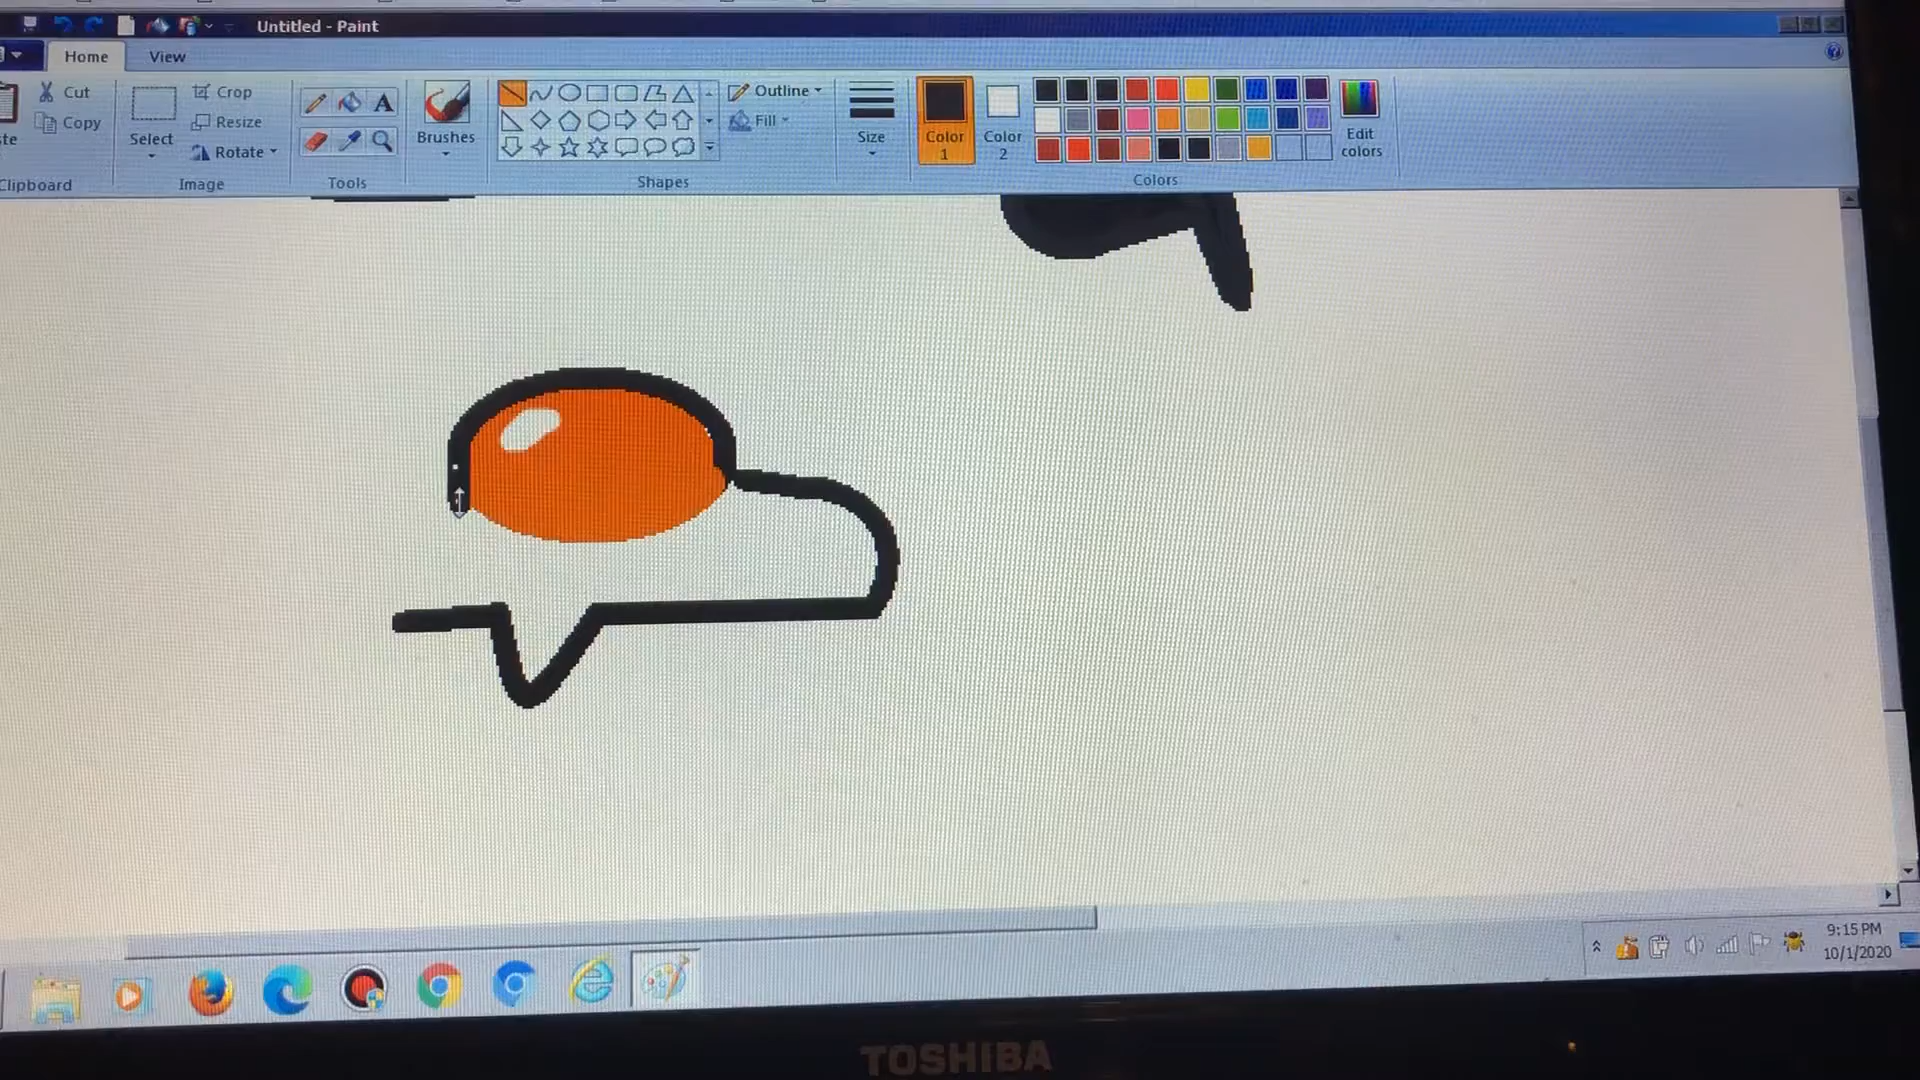 Untitled - Paint
Home View
Cut
Copy
Clipboard
Select
Crop
Resize
Rotate
Image
A
Tools
Brushes
Shapes
Outline
Fill
Size
Color 1
Color 2
Edit colors
Colors
9:15 PM
10/1/2020
TOSHIBA